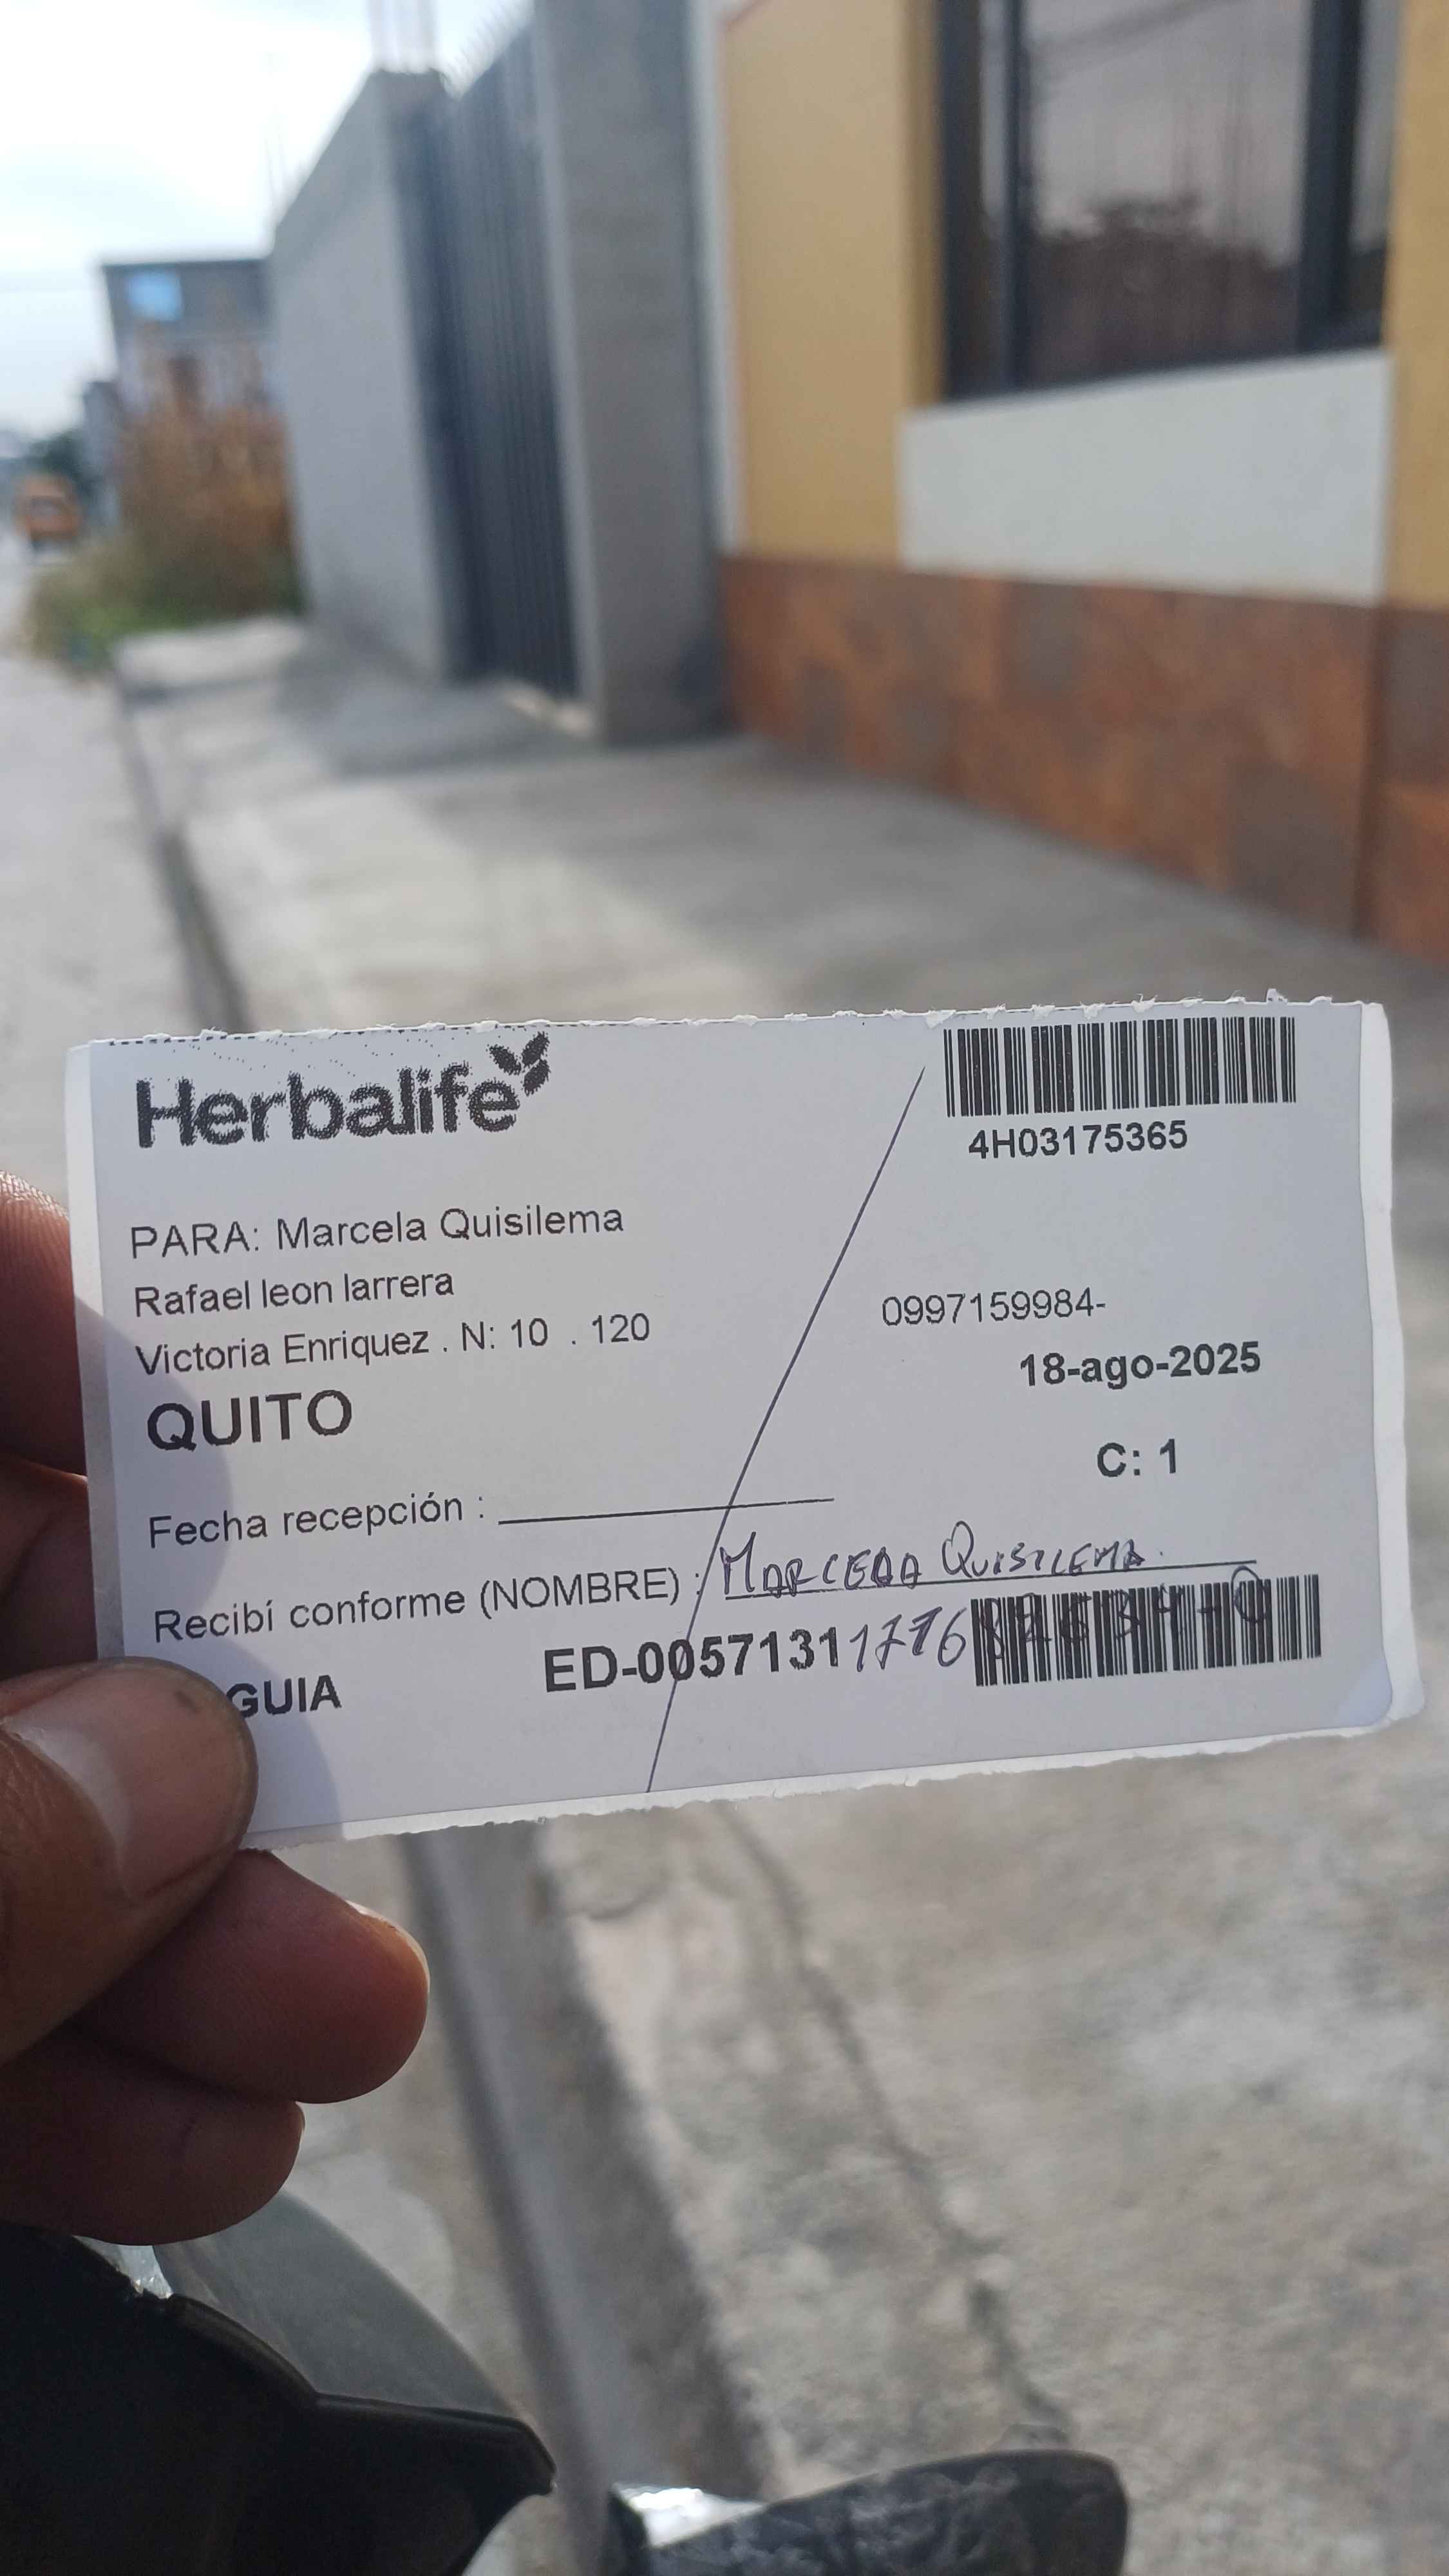 Herbalife
4H03175365
PARA: Marcela Quisilema
Rafael leon larrera
Victoria Enriquez . N: 10 . 120
0997159984-
QUITO
18-ago-2025
C: 1
Fecha recepción :
Recibí conforme (NOMBRE) : MARCELA QUISILEMA.
GUIA
ED-00571311